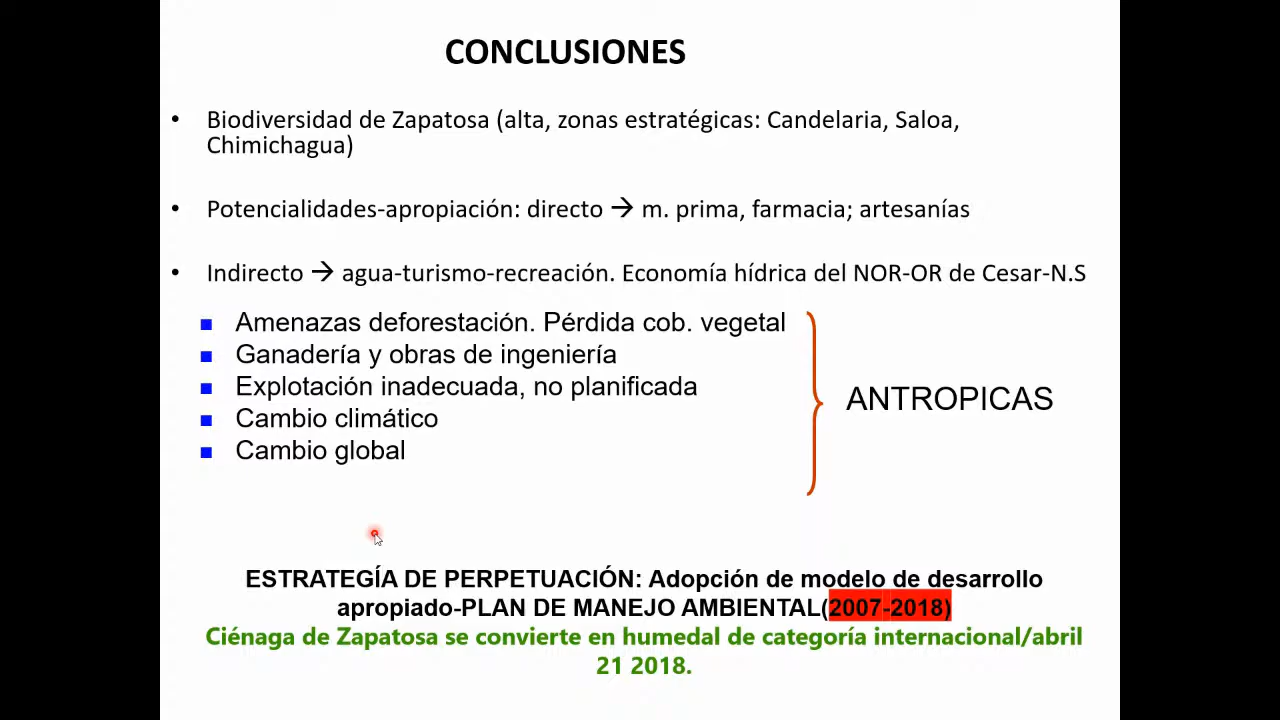 CONCLUSIONES
• Biodiversidad de Zapatosa (alta, zonas estratégicas: Candelaria, Saloa,
Chimichagua)
• Potencialidades-apropiación: directo → m. prima, farmacia; artesanías
• Indirecto → agua-turismo-recreación. Economía hídrica del NOR-OR de Cesar-N.S
▪ Amenazas deforestación. Pérdida cob. vegetal
▪ Ganadería y obras de ingeniería
▪ Explotación inadecuada, no planificada
▪ Cambio climático
▪ Cambio global
ANTROPICAS
ESTRATEGÍA DE PERPETUACIÓN: Adopción de modelo de desarrollo
apropiado-PLAN DE MANEJO AMBIENTAL(2007-2018)
Ciénaga de Zapatosa se convierte en humedal de categoría internacional/abril
21 2018.